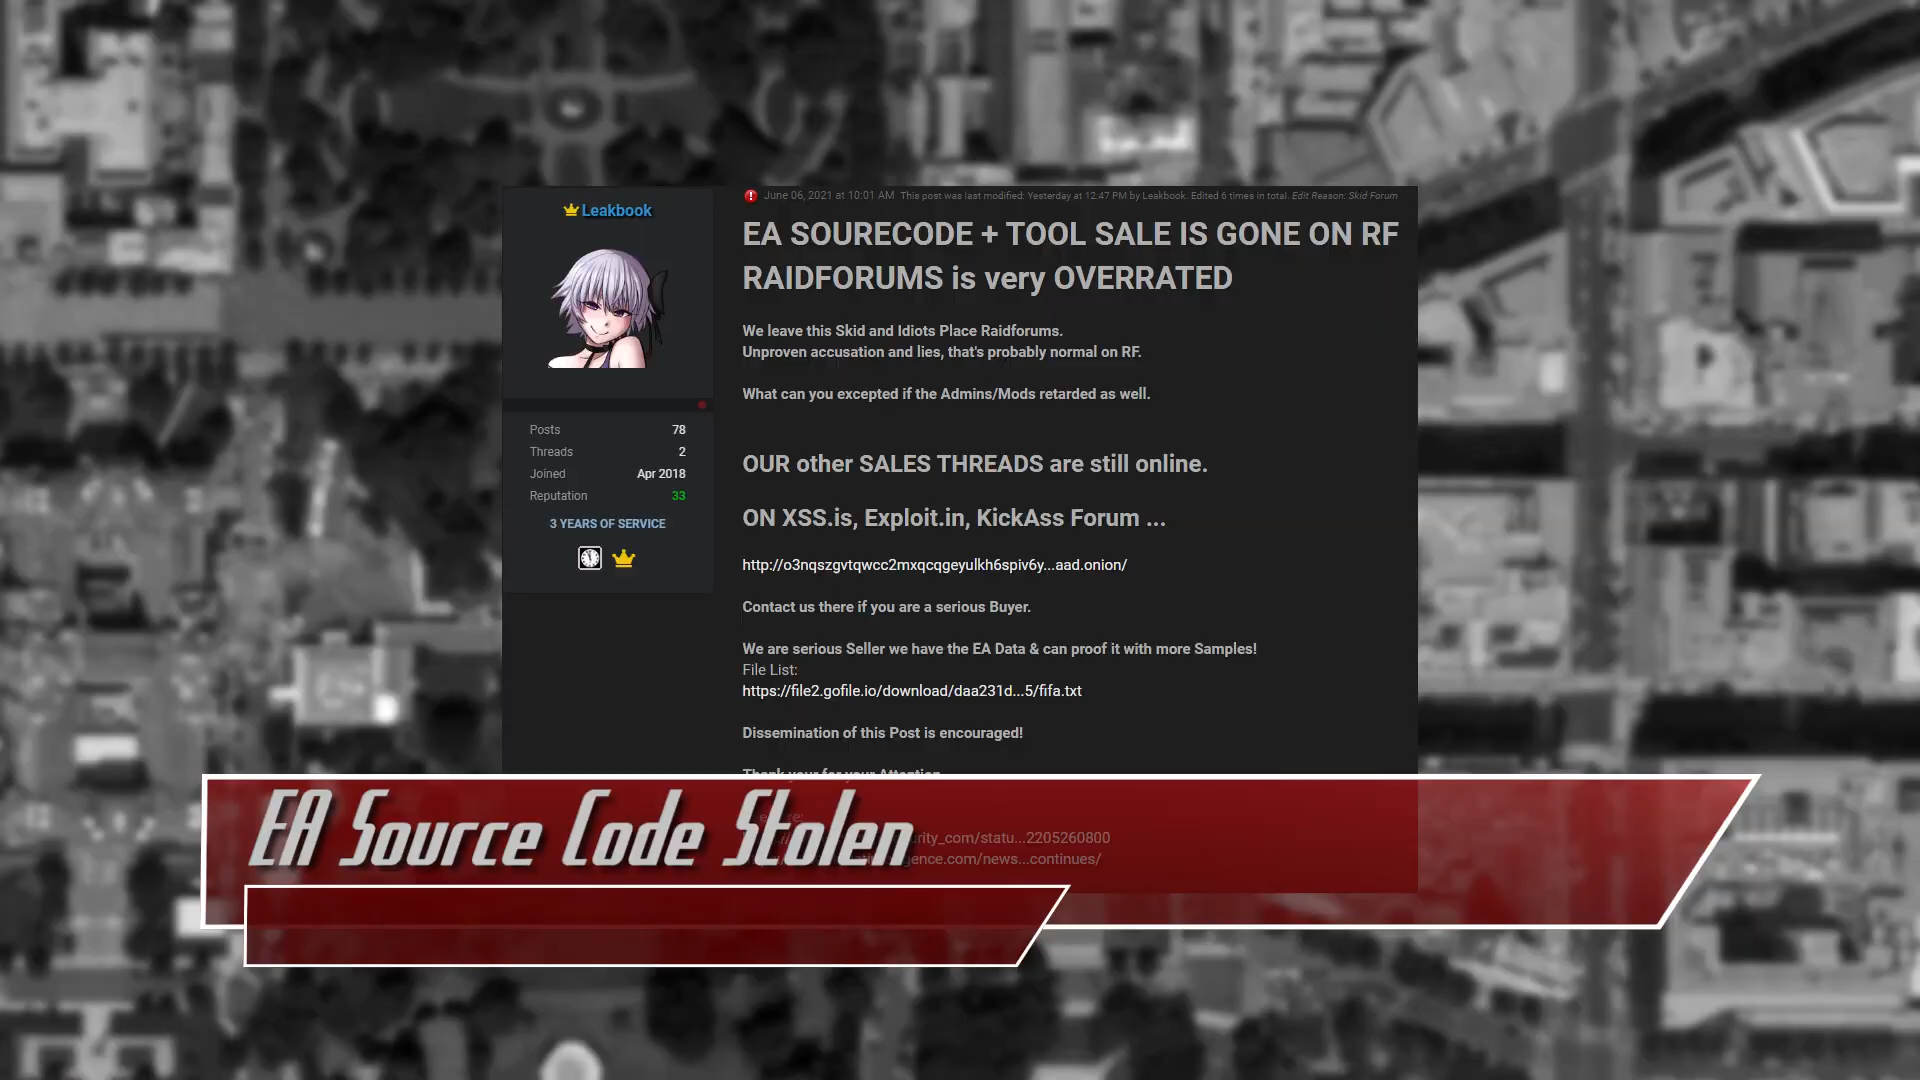 Leakbook
Posts 78
Threads 2
Joined Apr 2018
Reputation 33
3 YEARS OF SERVICE
June 06, 2021 at 10:01 AM This post was last modified: Yesterday at 12:47 PM by Leakbook. Edited 6 times in total. Edit Reason: Skid Forum
EA SOURECODE + TOOL SALE IS GONE ON RF
RAIDFORUMS is very OVERRATED
We leave this Skid and Idiots Place Raidforums.
Unproven accusation and lies, that's probably normal on RF.
What can you excepted if the Admins/Mods retarded as well.
OUR other SALES THREADS are still online.
ON XSS.is, Exploit.in, KickAss Forum ...
http://o3nqszgvtqwcc2mxqcqgeyulkh6spiv6y...aad.onion/
Contact us there if you are a serious Buyer.
We are serious Seller we have the EA Data & can proof it with more Samples!
File List:
https://file2.gofile.io/download/daa231d...5/fifa.txt
Dissemination of this Post is encouraged!
Thank your for your Attention
EA Source Code Stolen
urity_com/statu...2205260800
gence.com/news...continues/